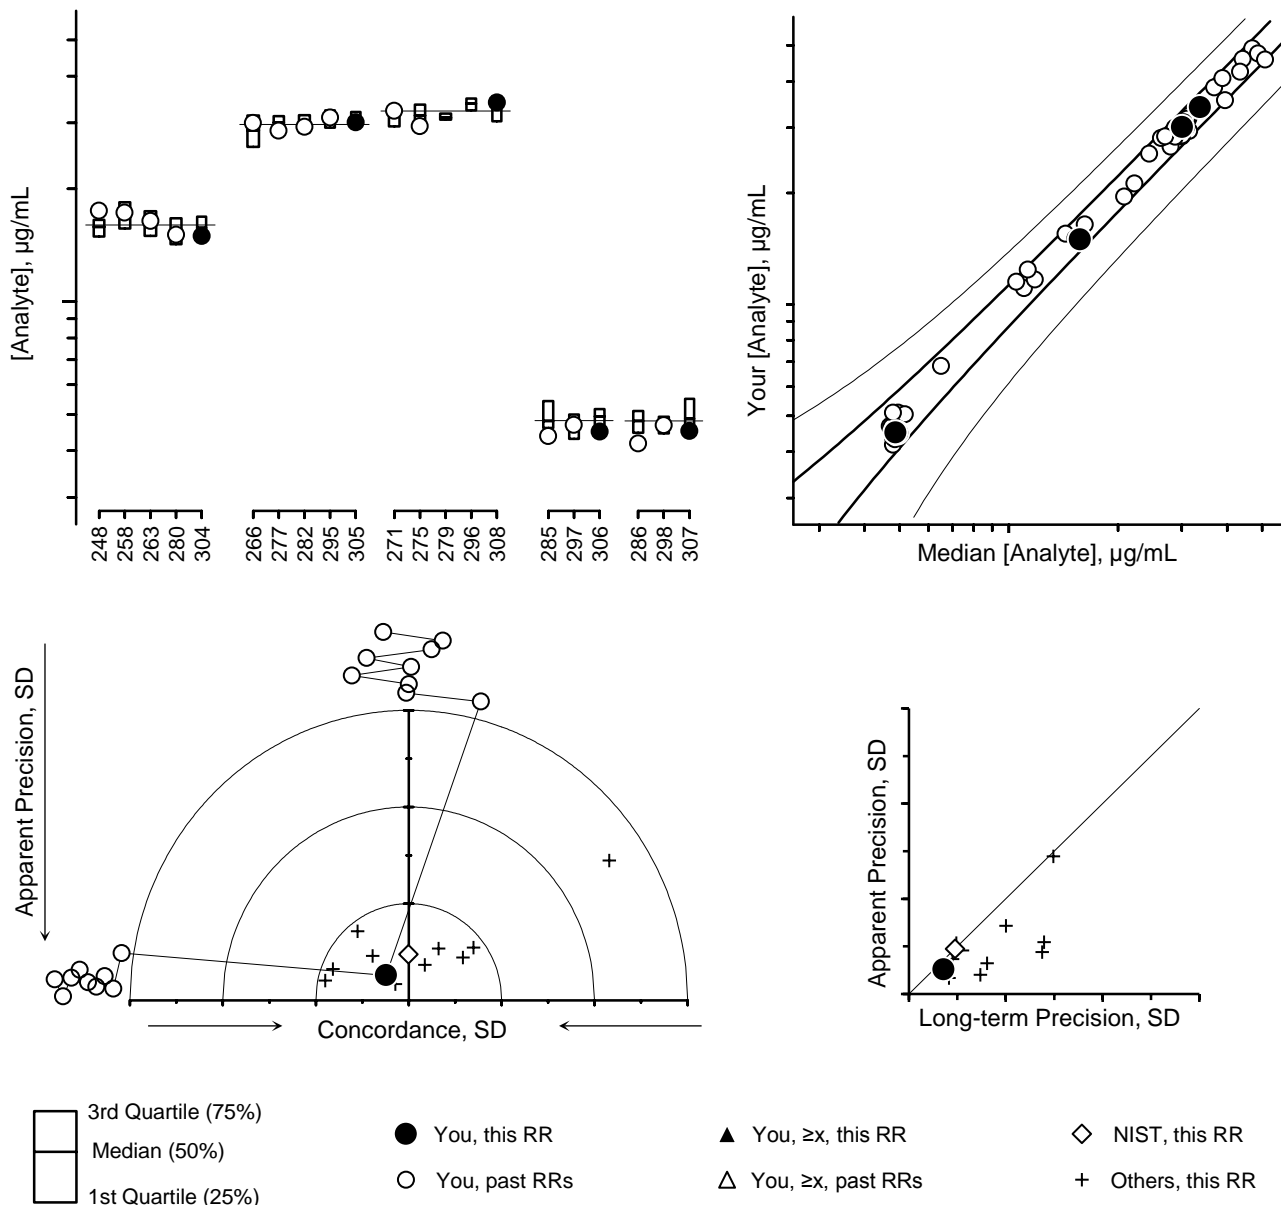 [Analyte], µg/mL
248 258 263 280 304 266 277 282 295 305 271 275 279 296 308 285 297 306 286 298 307
Your [Analyte], µg/mL
Median [Analyte], µg/mL
Apparent Precision, SD
Concordance, SD
Apparent Precision, SD
Long-term Precision, SD
3rd Quartile (75%)
Median (50%)
1st Quartile (25%)
You, this RR
You, past RRs
You, ≥x, this RR
You, ≥x, past RRs
NIST, this RR
Others, this RR